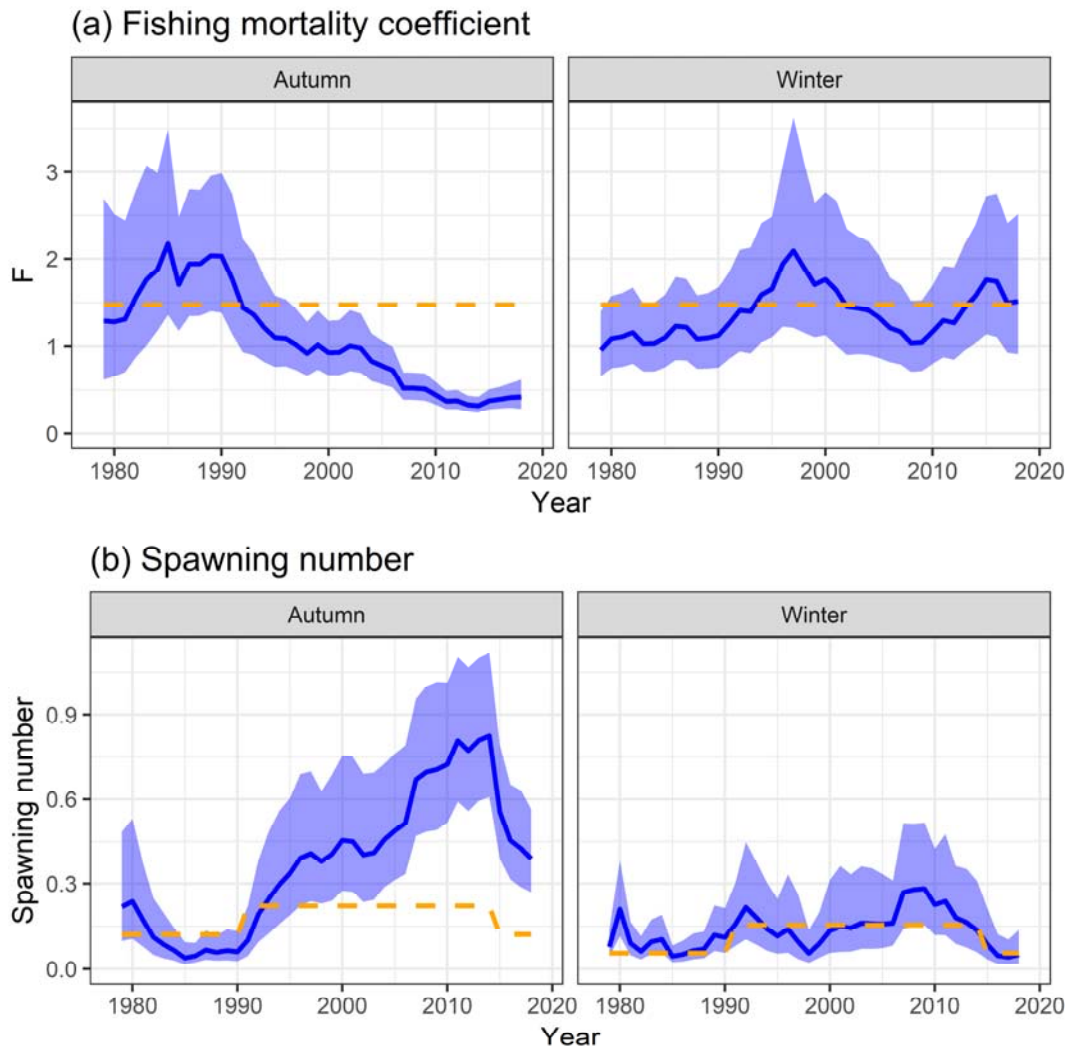 (a) Fishing mortality coefficient
Autumn Winter
3
2
1
0
F
1980 1990 2000 2010 2020 1980 1990 2000 2010 2020
Year
(b) Spawning number
Autumn Winter
0.9
0.6
0.3
0.0
Spawning number
1980 1990 2000 2010 2020 1980 1990 2000 2010 2020
Year